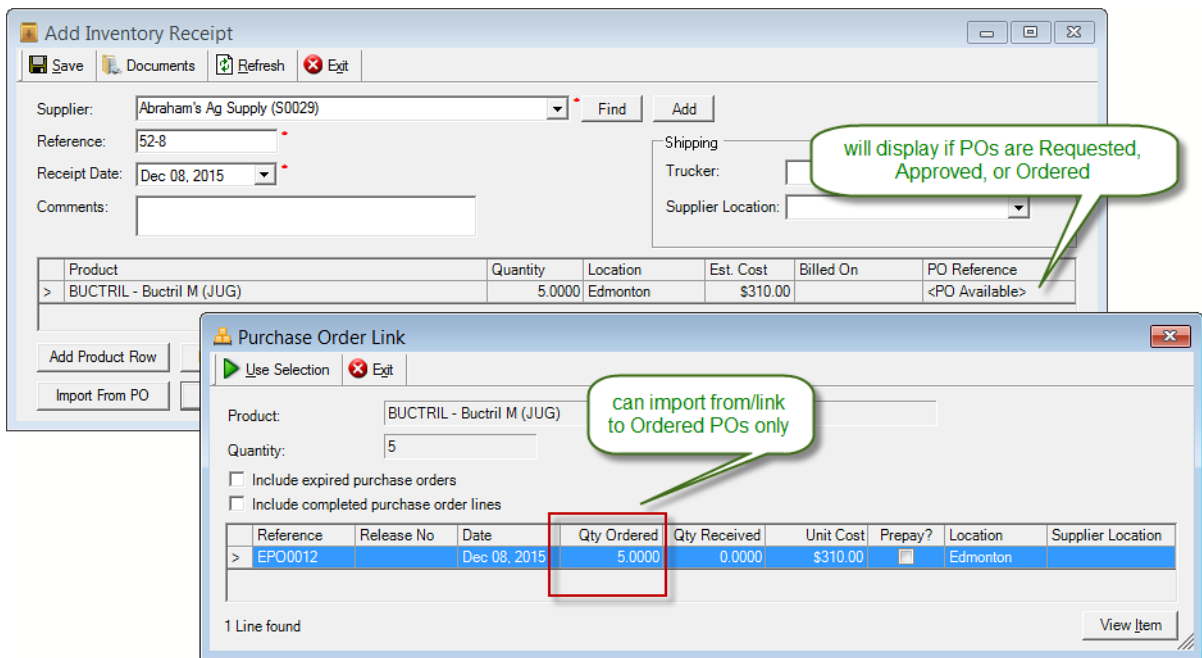 Add Inventory Receipt
Save Documents Refresh Exit
Supplier: Abraham's Ag Supply (S0029) * Find Add
Reference: 52-8 *
Receipt Date: Dec 08, 2015 *
Comments:
Shipping
Trucker:
Supplier Location:
will display if POs are Requested,
Approved, or Ordered
Product Quantity Location Est. Cost Billed On PO Reference
> BUCTRIL - Buctril M (JUG) 5.0000 Edmonton $310.00 <PO Available>
Add Product Row
Import From PO
Purchase Order Link
Use Selection Exit
Product: BUCTRIL - Buctril M (JUG)
Quantity: 5
can import from/link
to Ordered POs only
Include expired purchase orders
Include completed purchase order lines
Reference Release No Date Qty Ordered Qty Received Unit Cost Prepay? Location Supplier Location
> EPO0012 Dec 08, 2015 5.0000 0.0000 $310.00 Edmonton
1 Line found
View Item